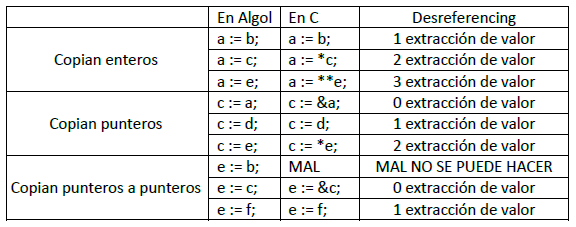 En Algol En C Desreferencing
Copian enteros
a := b; a := b; 1 extracción de valor
a := c; a := *c; 2 extracción de valor
a := e; a := **e; 3 extracción de valor
Copian punteros
c := a; c := &a; 0 extracción de valor
c := d; c := d; 1 extracción de valor
c := e; c := *e; 2 extracción de valor
Copian punteros a punteros
e := b; MAL MAL NO SE PUEDE HACER
e := c; e := &c; 0 extracción de valor
e := f; e := f; 1 extracción de valor